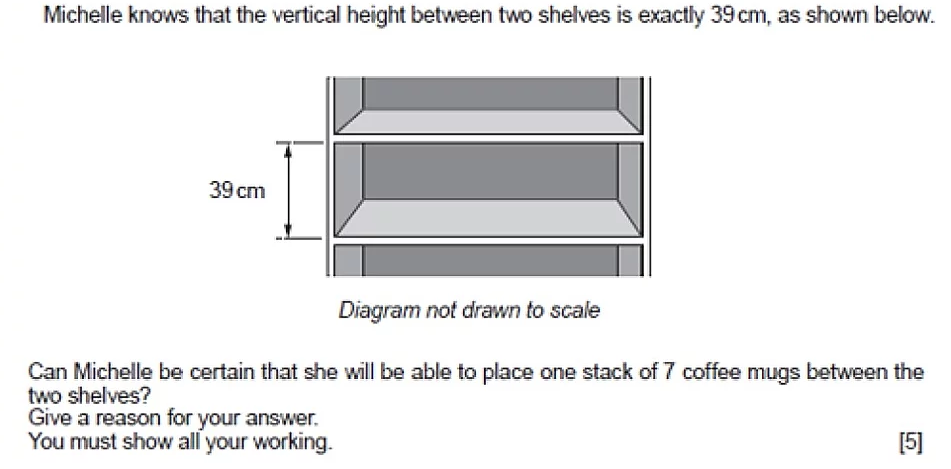 Michelle knows that the vertical height between two shelves is exactly 39 cm, as shown below.
39 cm
Diagram not drawn to scale
Can Michelle be certain that she will be able to place one stack of 7 coffee mugs between the
two shelves?
Give a reason for your answer.
You must show all your working. [5]